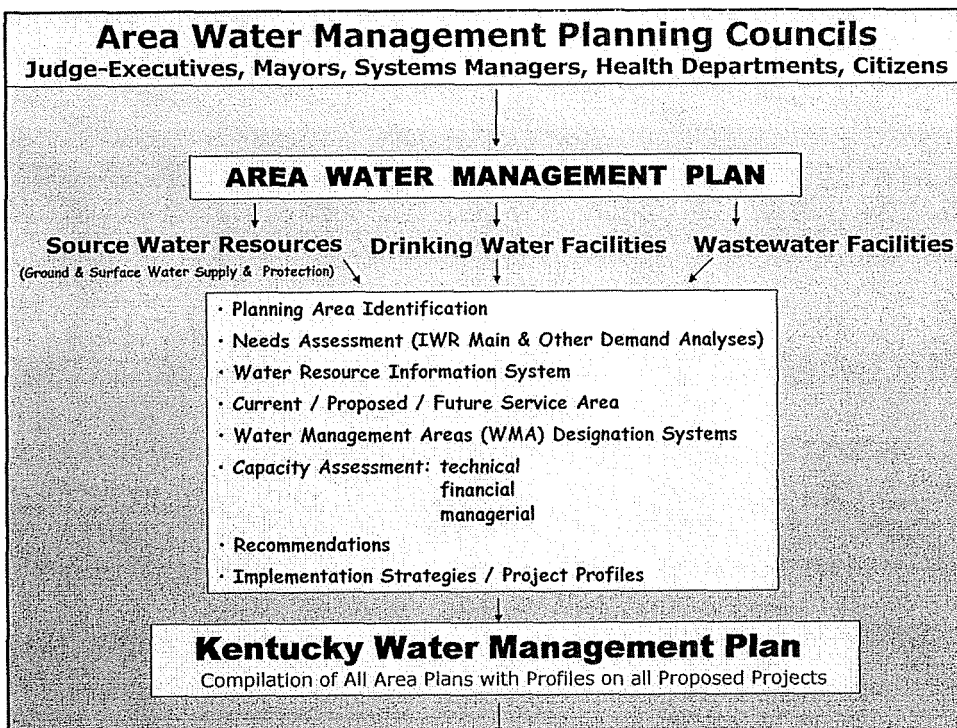 Area Water Management Planning Councils
Judge-Executives, Mayors, Systems Managers, Health Departments, Citizens
AREA WATER MANAGEMENT PLAN
Source Water Resources Drinking Water Facilities Wastewater Facilities
(Ground & Surface Water Supply & Protection)
· Planning Area Identification
· Needs Assessment (IWR Main & Other Demand Analyses)
· Water Resource Information System
· Current / Proposed / Future Service Area
· Water Management Areas (WMA) Designation Systems
· Capacity Assessment: technical
financial
managerial
· Recommendations
· Implementation Strategies / Project Profiles
Kentucky Water Management Plan
Compilation of All Area Plans with Profiles on all Proposed Projects